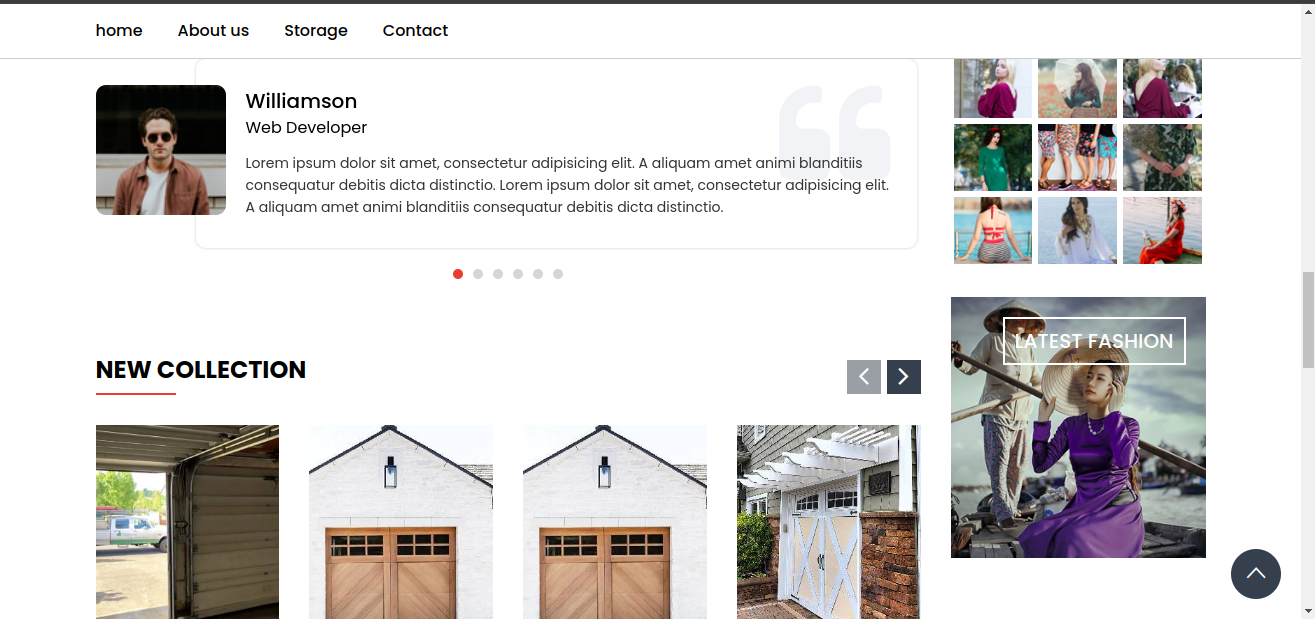 home About us Storage Contact
Williamson
Web Developer
Lorem ipsum dolor sit amet, consectetur adipisicing elit. A aliquam amet animi blanditiis
consequatur debitis dicta distinctio. Lorem ipsum dolor sit amet, consectetur adipisicing elit.
A aliquam amet animi blanditiis consequatur debitis dicta distinctio.
NEW COLLECTION
LATEST FASHION